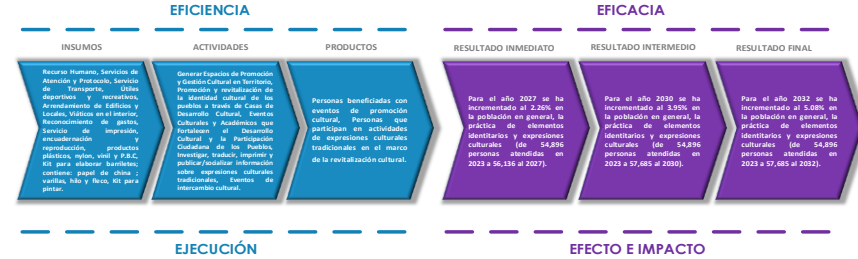 EFICIENCIA
EFICACIA
INSUMOS
ACTIVIDADES
PRODUCTOS
RESULTADO INMEDIATO
RESULTADO INTERMEDIO
RESULTADO FINAL
Recurso Humano, Servicios de
Atención y Protocolo, Servicio
de Transporte, Útiles
deportivos y recreativos,
Arrendamiento de Edificios y
Locales, Viáticos en el interior,
Reconocimiento de gastos,
Servicio de impresión,
encuadernación y
reproducción, productos
plásticos, nylon, vinil y P.B.C,
Kit para elaborar barriletes;
contiene: papel de china ;
varillas, hilo y fleco, Kit para
pintar.
Generar Espacios de Promoción
y Gestión Cultural en Territorio,
Promoción y revitalización de
la identidad cultural de los
pueblos a través de Casas de
Desarrollo Cultural, Eventos
Culturales y Académicos que
Fortalecen el Desarrollo
Cultural y la Participación
Ciudadana de los Pueblos,
Investigar, traducir, imprimir y
publicar/socializar información
sobre expresiones culturales
tradicionales, Eventos de
intercambio cultural.
Personas beneficiadas con
eventos de promoción
cultural, Personas que
participan en actividades
de expresiones culturales
tradicionales en el marco
de la revitalización cultural.
Para el año 2027 se ha
incrementado al 2.26% en
la población en general, la
práctica de elementos
identitarios y expresiones
culturales (de 54,896
personas atendidas en
2023 a 56,136 al 2027).
Para el año 2030 se ha
incrementado al 3.95% en
la población en general, la
práctica de elementos
identitarios y expresiones
culturales (de 54,896
personas atendidas en
2023 a 57,685 al 2030).
Para el año 2032 se ha
incrementado al 5.08% en
la población en general, la
práctica de elementos
identitarios y expresiones
culturales (de 54,896
personas atendidas en
2023 a 57,685 al 2032).
EJECUCIÓN
EFECTO E IMPACTO